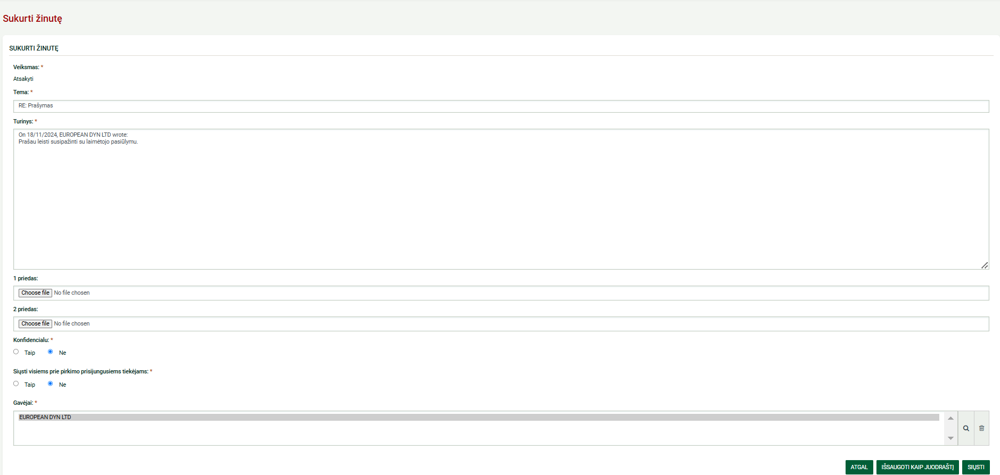 Sukurti žinutę
SUKURTI ŽINUTĘ
Veiksmas: *
Atsakyti
Tema: *
RE: Prašymas
Turinys: *
On 18/11/2024, EUROPEAN DYN LTD wrote:
Prašau leisti susipažinti su laimėtojo pasiūlymu.
1 priedas:
Choose file No file chosen
2 priedas:
Choose file No file chosen
Konfidencialu: *
Taip Ne
Siųsti visiems prie pirkimo prisijungusiems tiekėjams: *
Taip Ne
Gavėjai: *
EUROPEAN DYN LTD
ATGAL IŠSAUGOTI KAIP JUODRAŠTĮ SIŲSTI